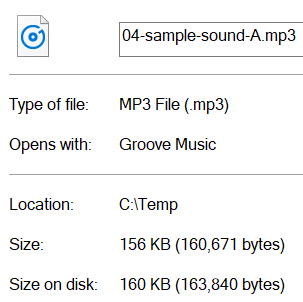 04-sample-sound-A.mp3
Type of file: MP3 File (.mp3)
Opens with: Groove Music
Location: C:\Temp
Size: 156 KB (160,671 bytes)
Size on disk: 160 KB (163,840 bytes)